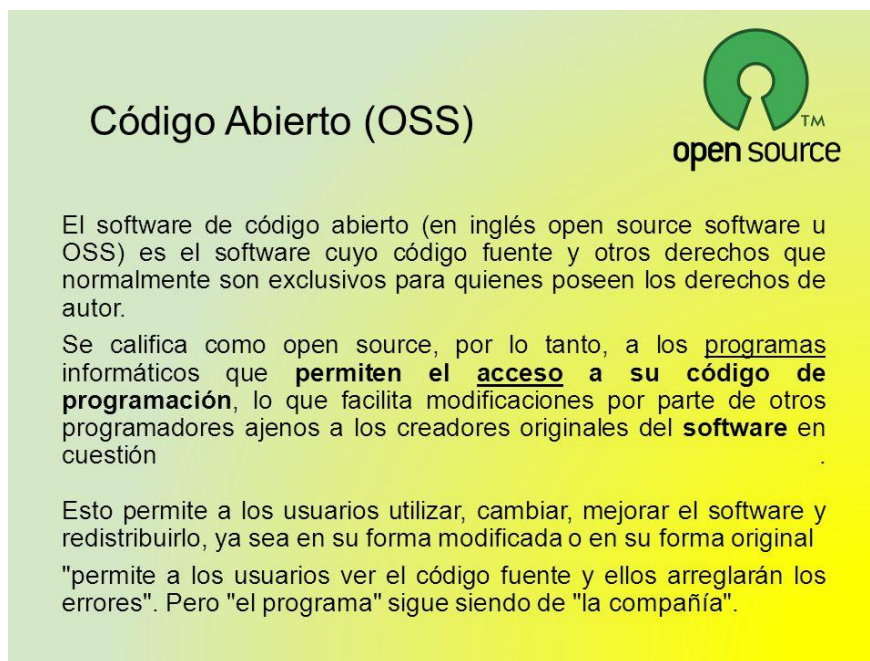 Código Abierto (OSS)
TM
open source
El software de código abierto (en inglés open source software u
OSS) es el software cuyo código fuente y otros derechos que
normalmente son exclusivos para quienes poseen los derechos de
autor.
Se califica como open source, por lo tanto, a los programas
informáticos que permiten el acceso a su código de
programación, lo que facilita modificaciones por parte de otros
programadores ajenos a los creadores originales del software en
cuestión .
Esto permite a los usuarios utilizar, cambiar, mejorar el software y
redistribuirlo, ya sea en su forma modificada o en su forma original
"permite a los usuarios ver el código fuente y ellos arreglarán los
errores". Pero "el programa" sigue siendo de "la compañía".